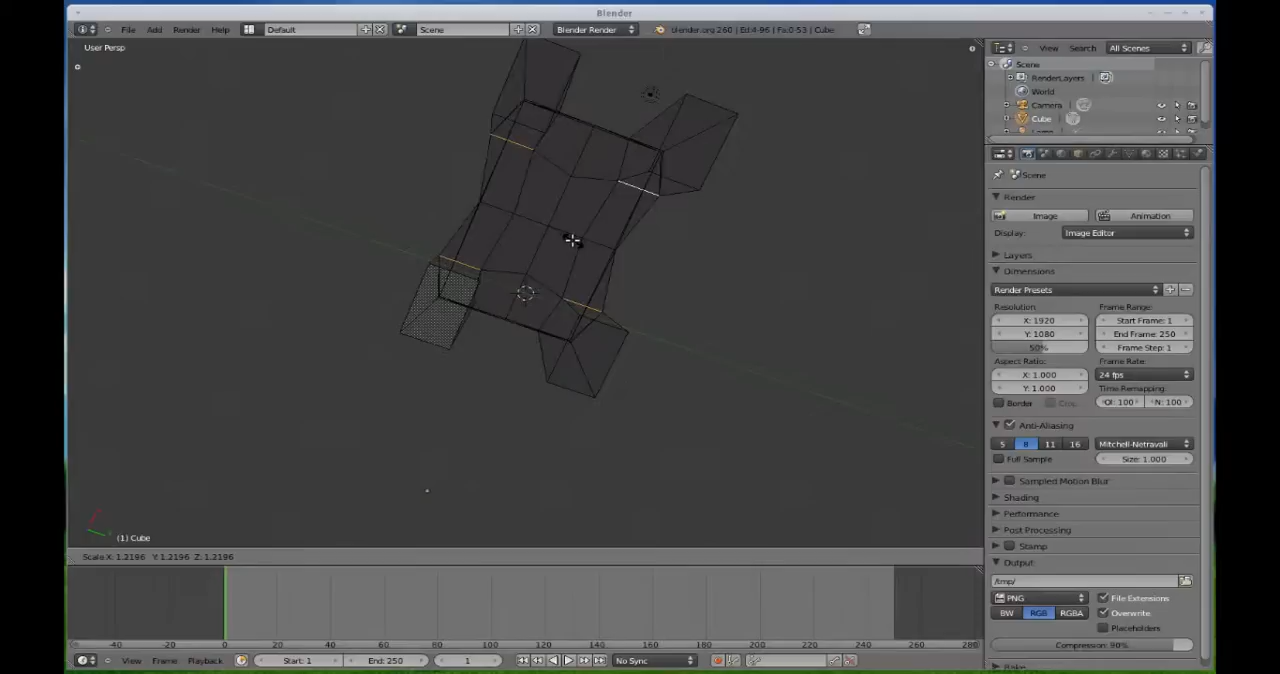 Blender
File Add Render Help Default Scene Blender Render blender.org 260 | Ed:4-96 | Fa:0-53 | Cube
User Persp
View Search All Scenes
Scene
RenderLayers
World
Camera
Cube
Scene
Render
Image Animation
Display: Image Editor
Layers
Dimensions
Render Presets
Resolution: Frame Range:
X: 1920 Start Frame: 1
Y: 1080 End Frame: 250
50% Frame Step: 1
Aspect Ratio: Frame Rate:
X: 1.000 24 fps
Y: 1.000 Time Remapping:
Border Ol: 100 N: 100
Anti-Aliasing
5 8 11 16 Mitchell-Netravali
Full Sample Size: 1.000
Sampled Motion Blur
Shading
Performance
(1) Cube
Post Processing
Stamp
Scale X: 1.2196 Y: 1.2196 Z: 1.2196
Output
/tmp/
PNG File Extensions
BW RGB RGBA Overwrite
Placeholders
Compression: 90%
-40 -20 0 20 40 60 80 100 120 140 160 180 200 220 240 260 280
View Frame Playback Start: 1 End: 250 1 No Sync